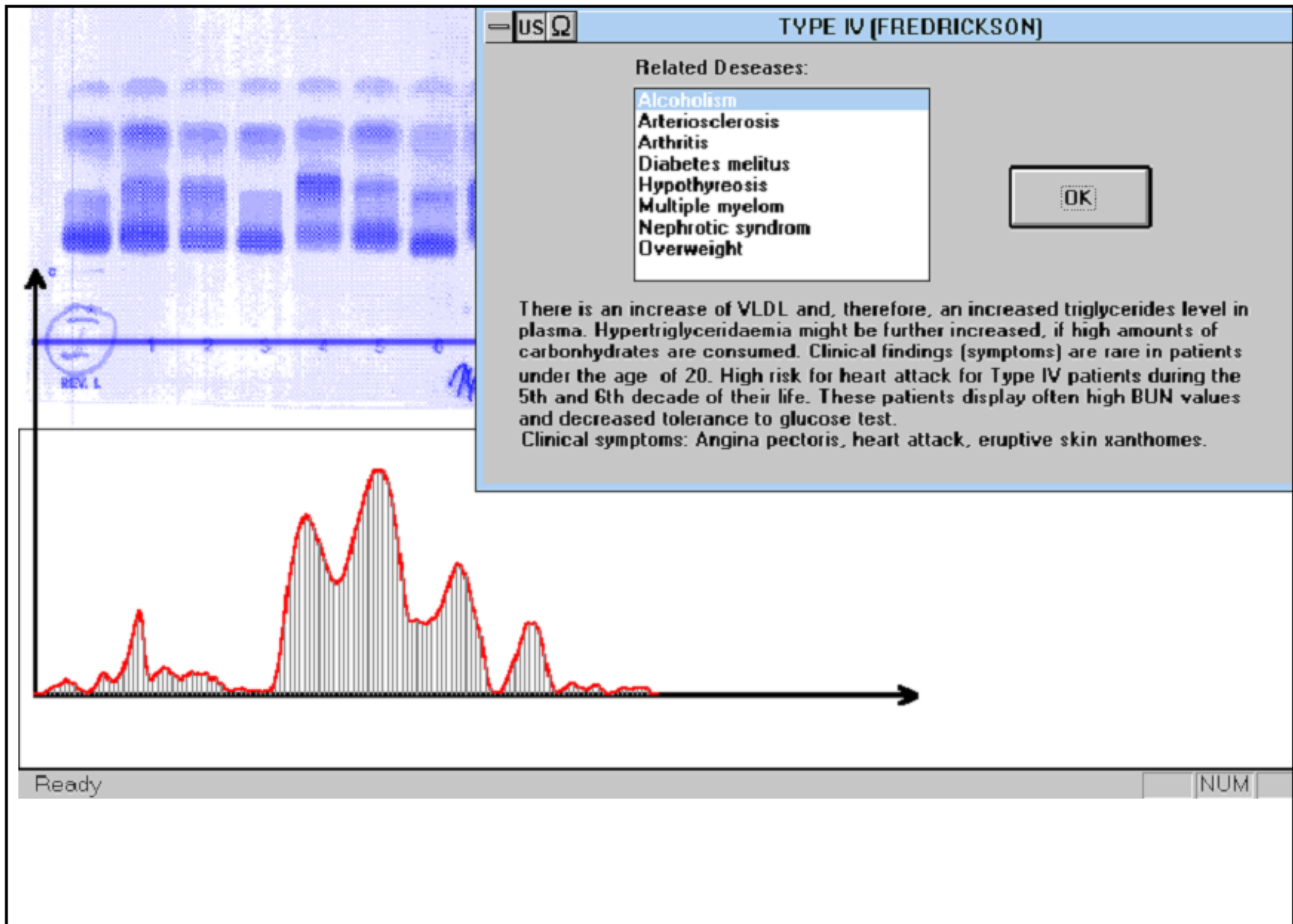 US Ω TYPE IV (FREDRICKSON)
Related Deseases:
Alcoholism
Arteriosclerosis
Arthritis
Diabetes melitus
Hypothyreosis
Multiple myelom
Nephrotic syndrom
Overweight
OK
There is an increase of VLDL and, therefore, an increased triglycerides level in
plasma. Hypertriglyceridaemia might be further increased, if high amounts of
carbonhydrates are consumed. Clinical findings (symptoms) are rare in patients
under the age of 20. High risk for heart attack for Type IV patients during the
5th and 6th decade of their life. These patients display often high BUN values
and decreased tolerance to glucose test.
Clinical symptoms: Angina pectoris, heart attack, eruptive skin xanthomes.
c
1 2 3 5 6
REV. L
Ready NUM